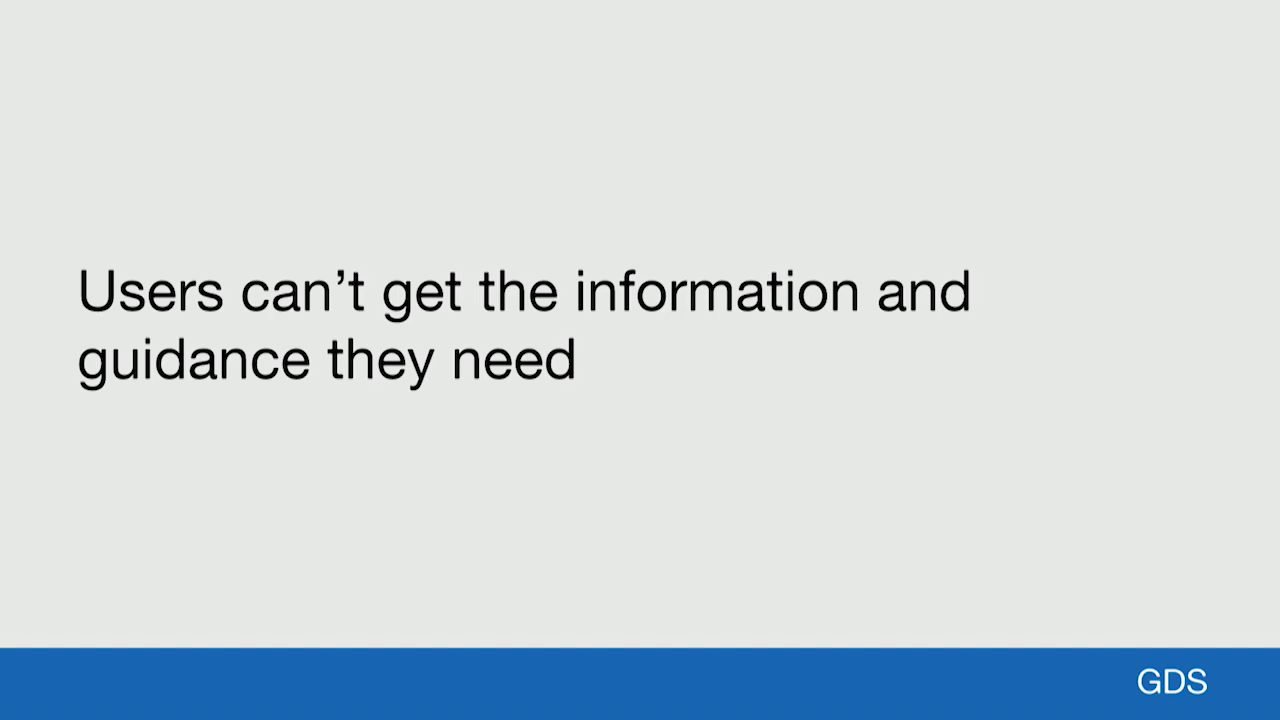 Users can’t get the information and
guidance they need
GDS